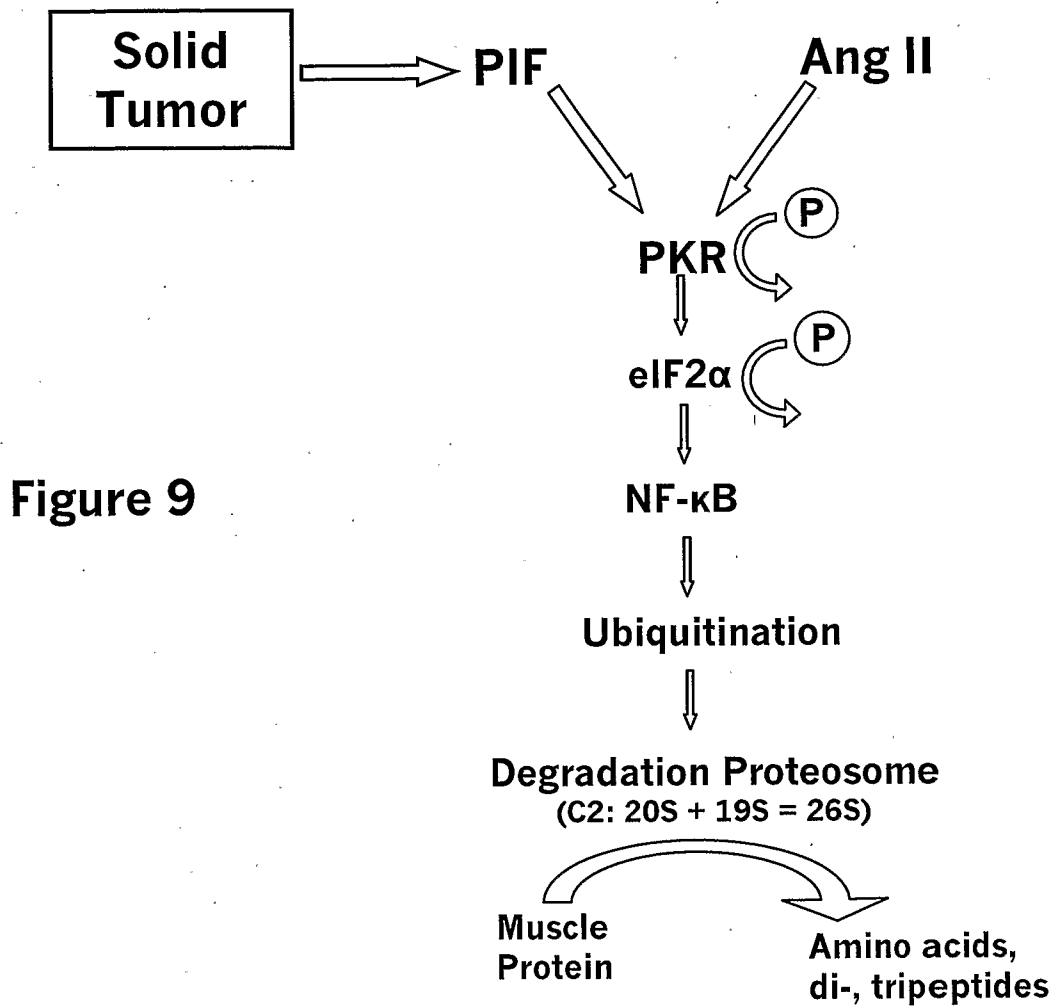 Solid
Tumor
PIF
Ang II
P
PKR
P
eIF2α
NF-κB
Figure 9
Ubiquitination
Degradation Proteosome
(C2: 20S + 19S = 26S)
Muscle
Protein
Amino acids,
di-, tripeptides